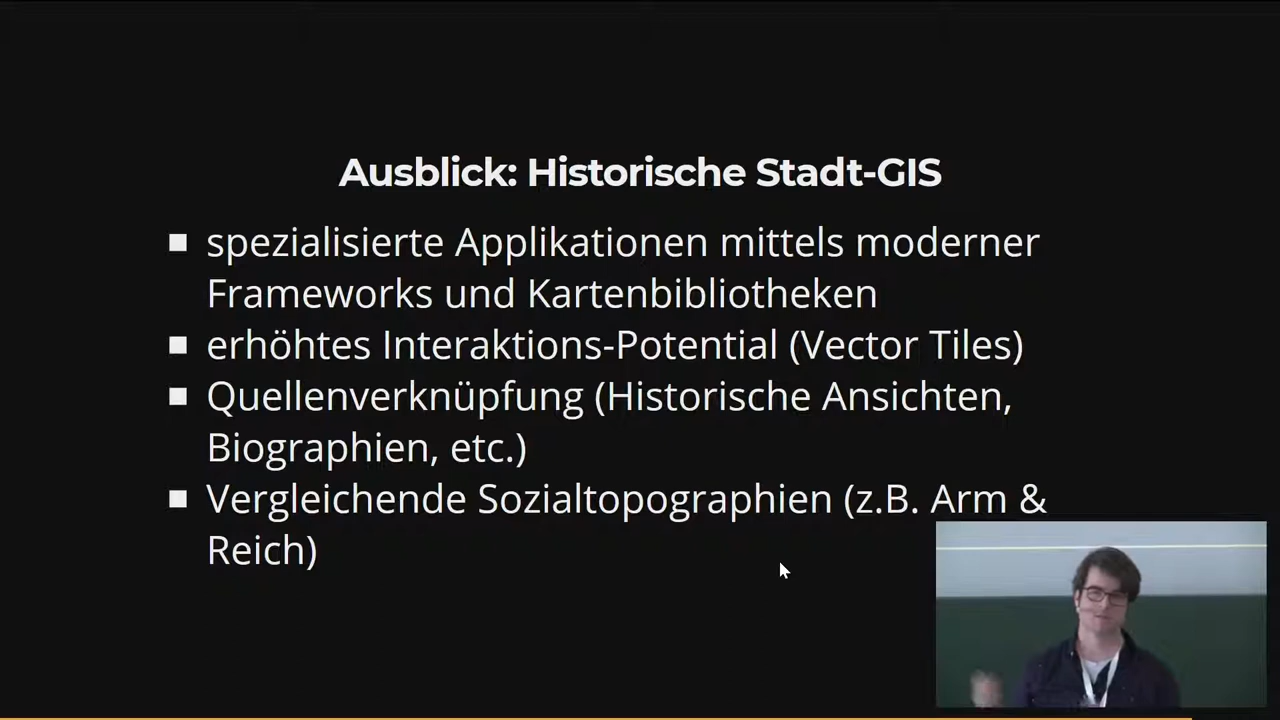 Ausblick: Historische Stadt-GIS
spezialisierte Applikationen mittels moderner
Frameworks und Kartenbibliotheken
erhöhtes Interaktions-Potential (Vector Tiles)
Quellenverknüpfung (Historische Ansichten,
Biographien, etc.)
Vergleichende Sozialtopographien (z.B. Arm &
Reich)